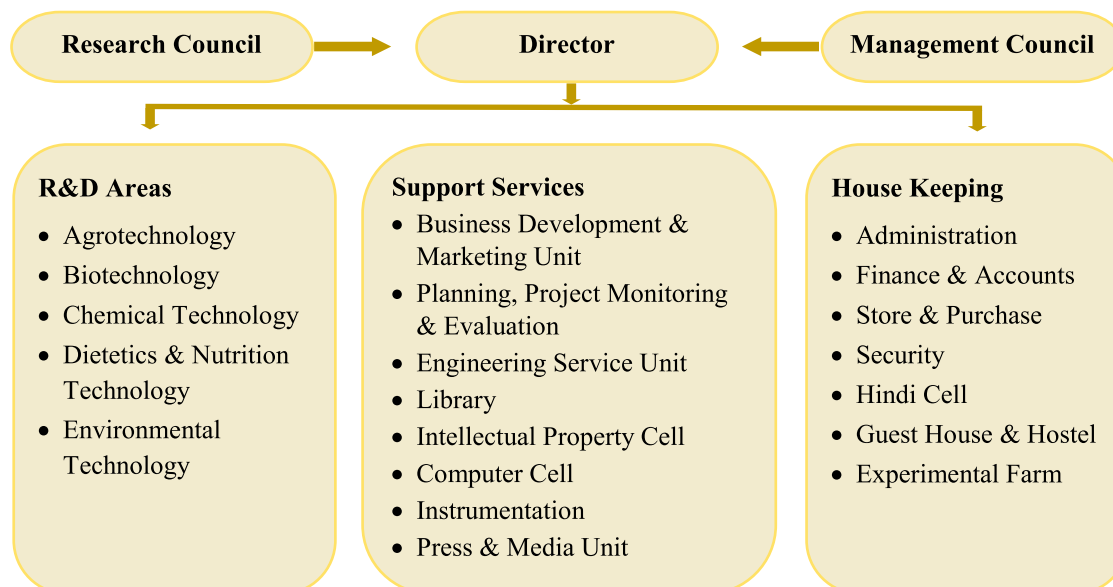 Research Council
Director
Management Council
R&D Areas
• Agrotechnology
• Biotechnology
• Chemical Technology
• Dietetics & Nutrition
Technology
• Environmental
Technology
Support Services
• Business Development &
Marketing Unit
• Planning, Project Monitoring
& Evaluation
• Engineering Service Unit
• Library
• Intellectual Property Cell
• Computer Cell
• Instrumentation
• Press & Media Unit
House Keeping
• Administration
• Finance & Accounts
• Store & Purchase
• Security
• Hindi Cell
• Guest House & Hostel
• Experimental Farm